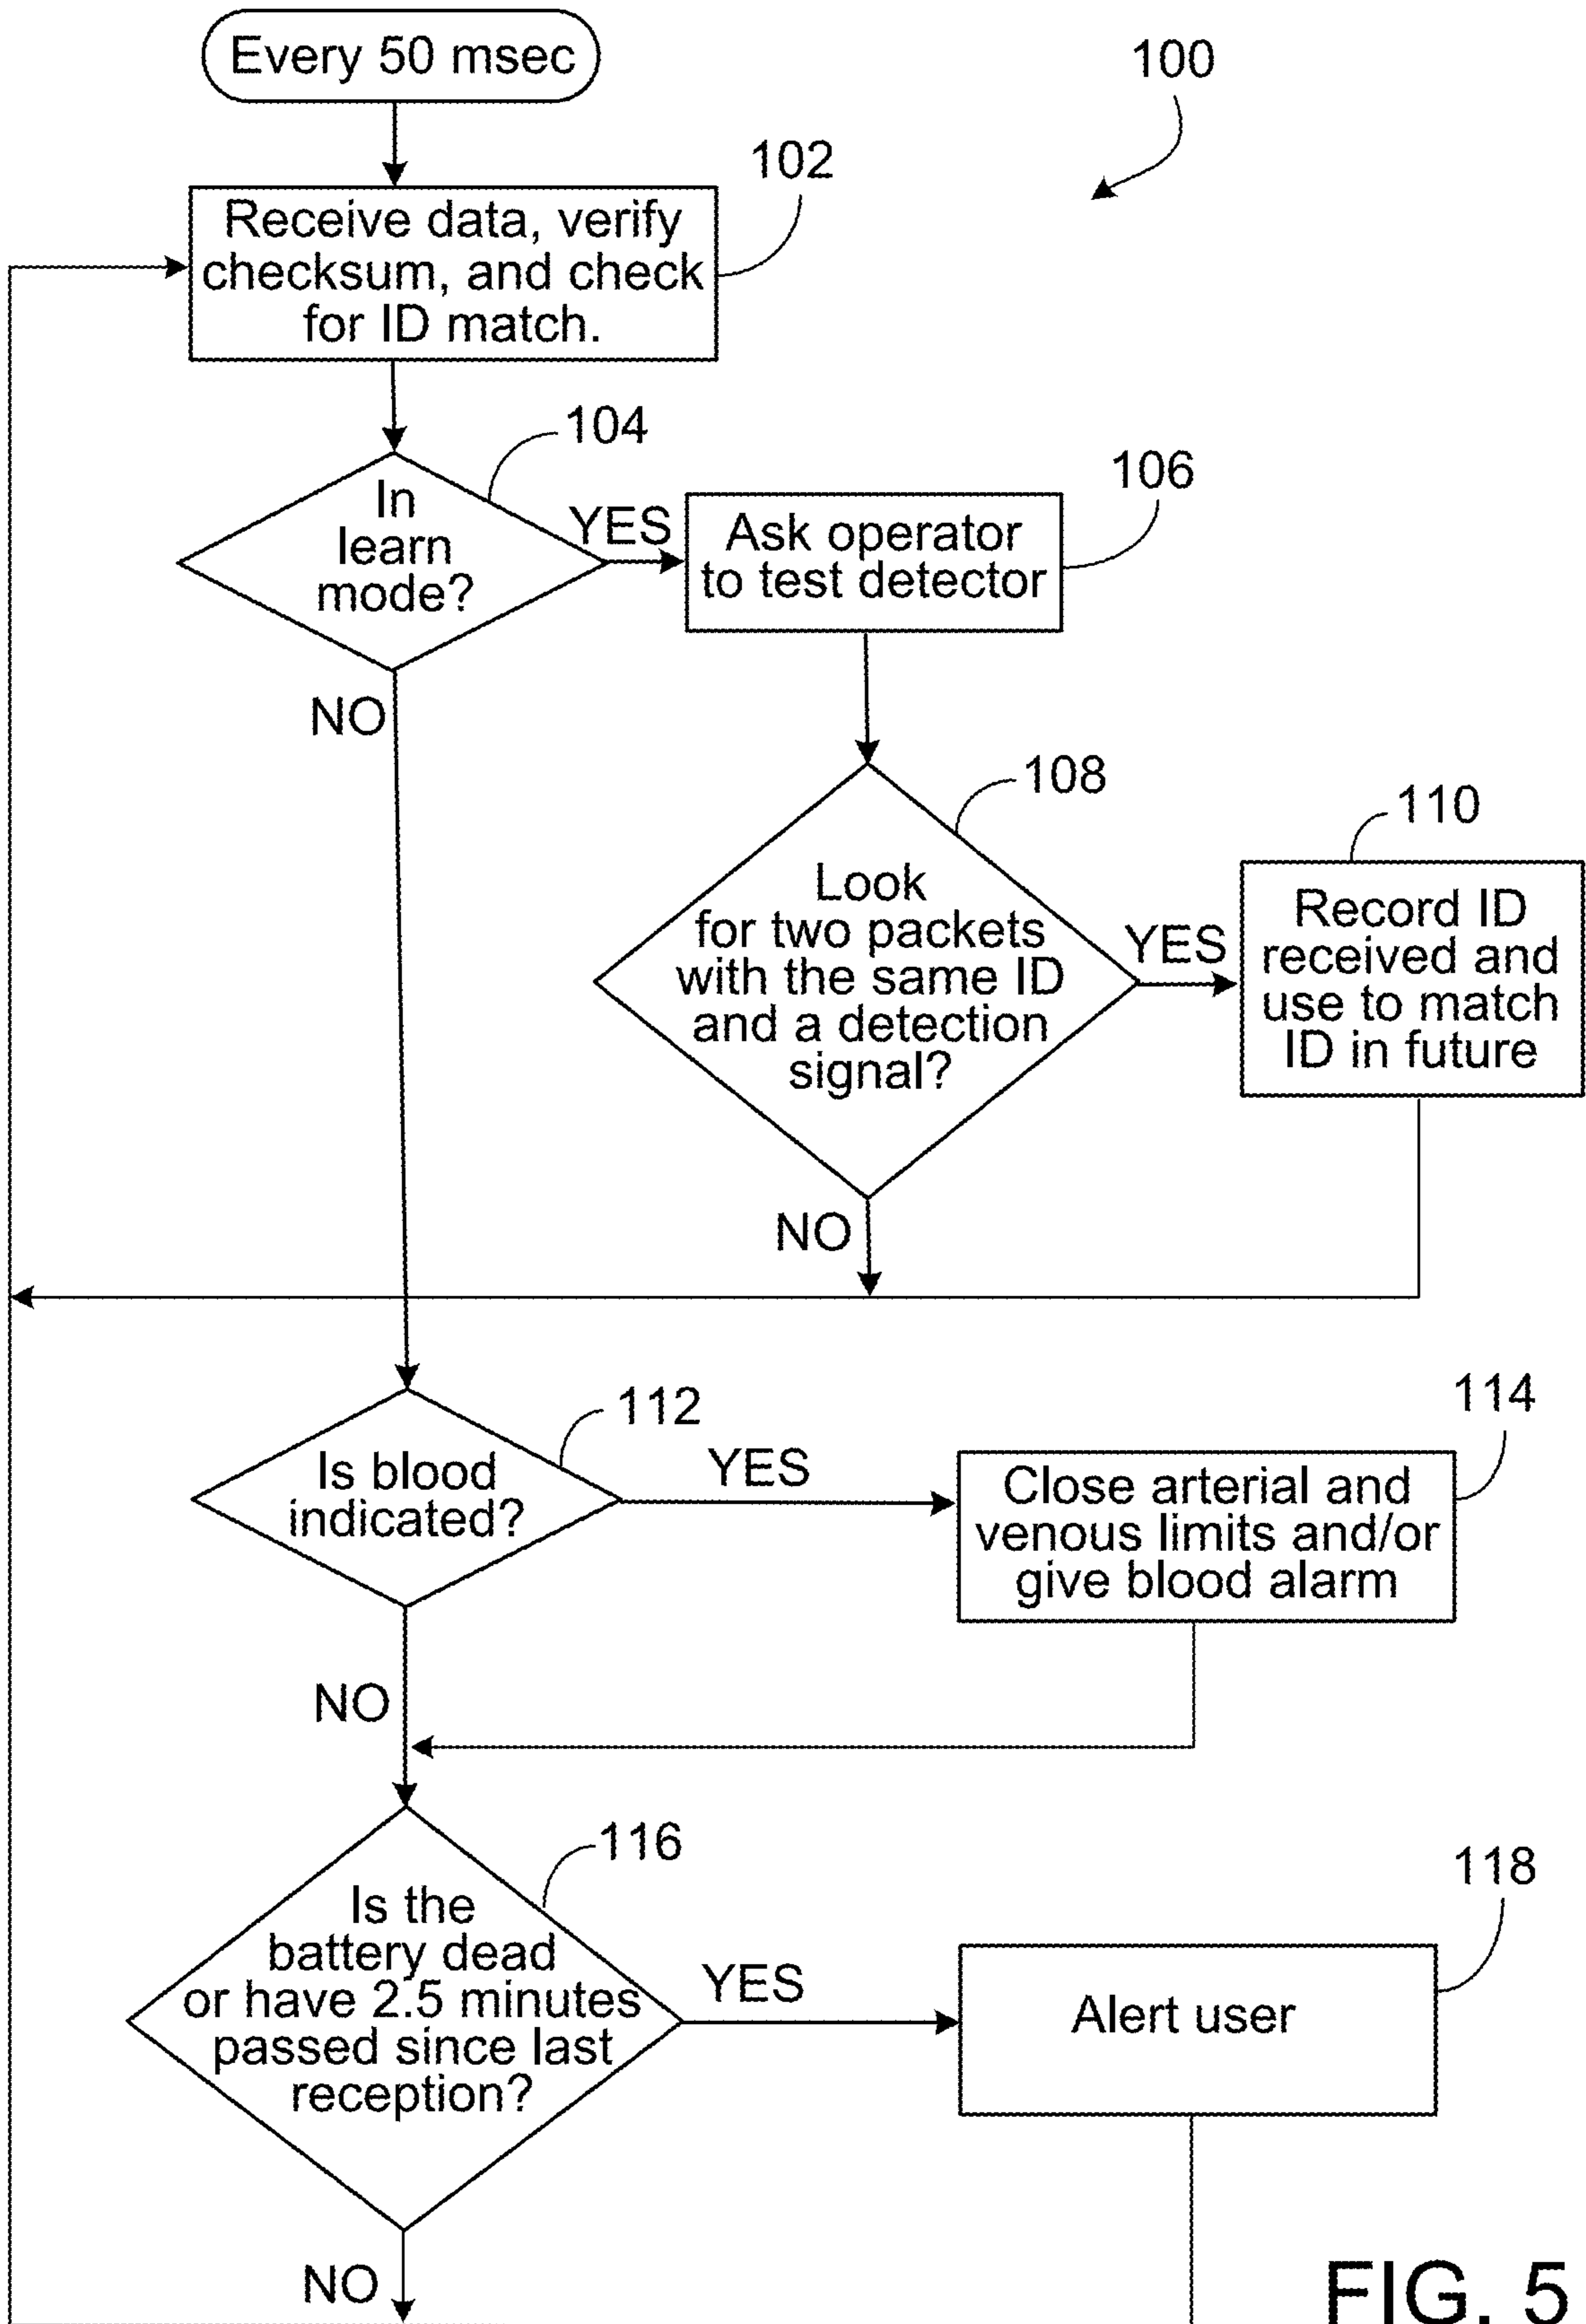 Every 50 msec
100
102
Receive data, verify
checksum, and check
for ID match.
104
In
learn
mode?
YES
106
Ask operator
to test detector
NO
108
Look
for two packets
with the same ID
and a detection
signal?
YES
110
Record ID
received and
use to match
ID in future
NO
112
Is blood
indicated?
YES
114
Close arterial and
venous limits and/or
give blood alarm
NO
116
Is the
battery dead
or have 2.5 minutes
passed since last
reception?
YES
118
Alert user
NO
FIG. 5